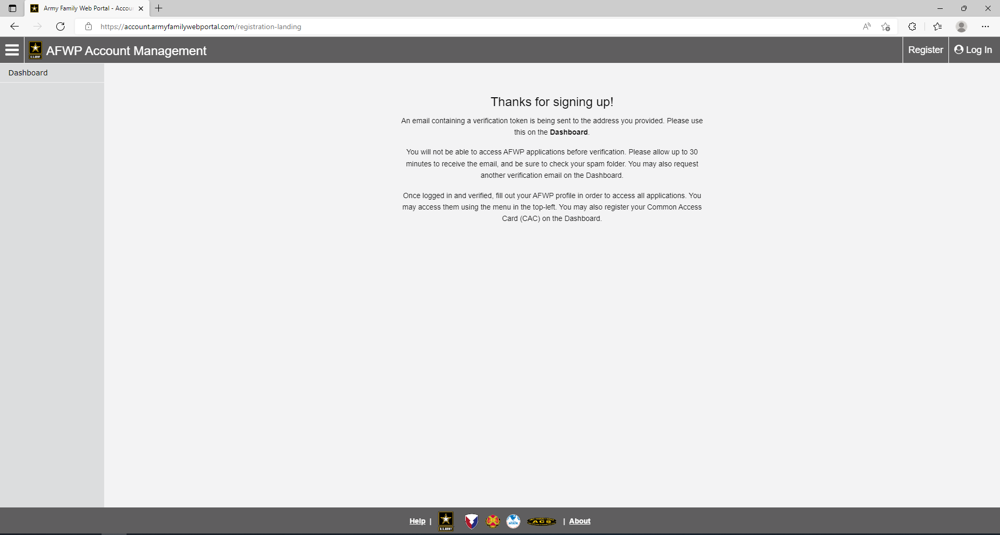 Army Family Web Portal - Accou
https://account.armyfamilywebportal.com/registration-landing
AFWP Account Management
Register
Log In
Dashboard
Thanks for signing up!
An email containing a verification token is being sent to the address you provided. Please use
this on the Dashboard.
You will not be able to access AFWP applications before verification. Please allow up to 30
minutes to receive the email, and be sure to check your spam folder. You may also request
another verification email on the Dashboard.
Once logged in and verified, fill out your AFWP profile in order to access all applications. You
may access them using the menu in the top-left. You may also register your Common Access
Card (CAC) on the Dashboard.
Help | U.S.ARMY MWR ACS | About